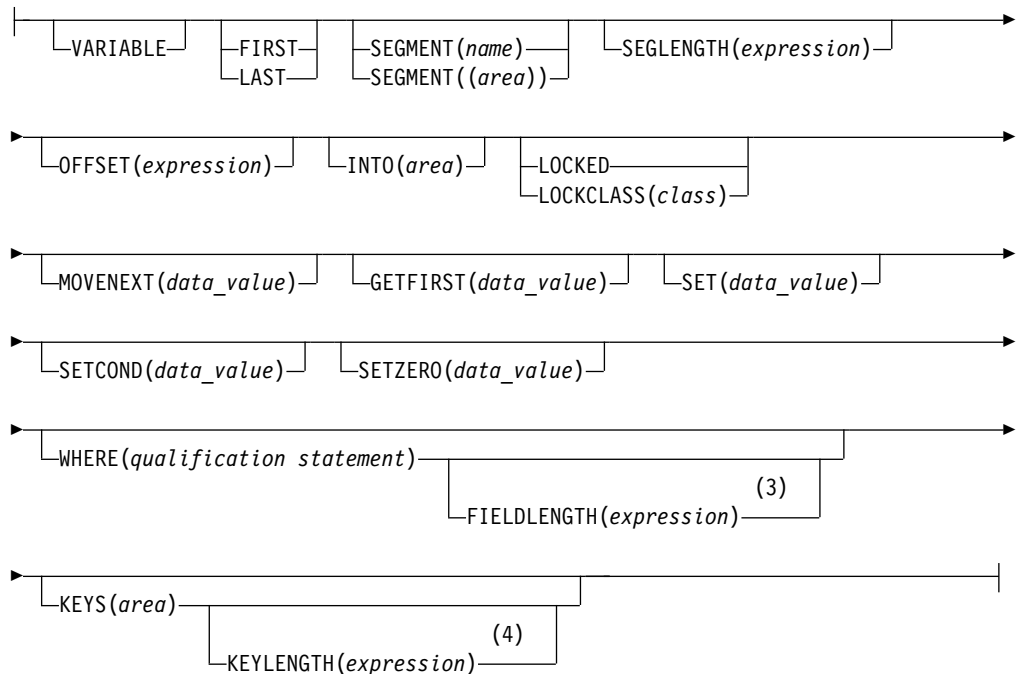 VARIABLE FIRST SEGMENT(name) SEGLENGTH(expression)
LAST SEGMENT((area))
OFFSET(expression) INTO(area) LOCKED
LOCKCLASS(class)
MOVENEXT(data_value) GETFIRST(data_value) SET(data_value)
SETCOND(data_value) SETZERO(data_value)
WHERE(qualification statement)
(3)
FIELDLENGTH(expression)
KEYS(area)
(4)
KEYLENGTH(expression)